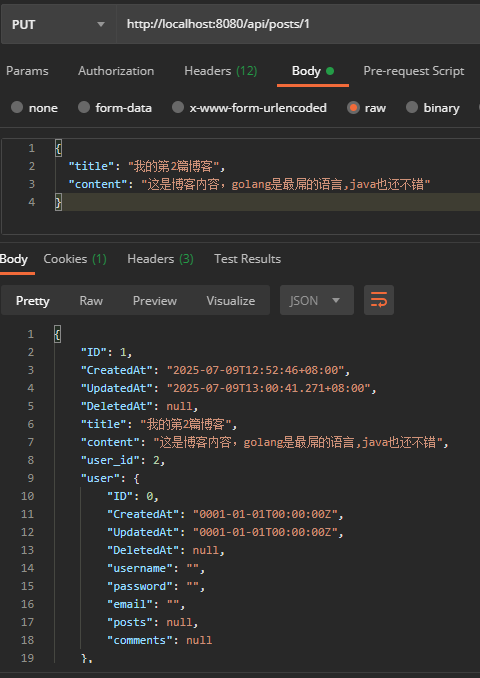 PUT http://localhost:8080/api/posts/1
Params Authorization Headers (12) Body Pre-request Script
none form-data x-www-form-urlencoded raw binary
1 {
2 "title": "我的第2篇博客",
3 "content": "这是博客内容，golang是最屌的语言,java也还不错"
4 }
Body Cookies (1) Headers (3) Test Results
Pretty Raw Preview Visualize JSON
1 {
2 "ID": 1,
3 "CreatedAt": "2025-07-09T12:52:46+08:00",
4 "UpdatedAt": "2025-07-09T13:00:41.271+08:00",
5 "DeletedAt": null,
6 "title": "我的第2篇博客",
7 "content": "这是博客内容，golang是最屌的语言,java也还不错",
8 "user_id": 2,
9 "user": {
10 "ID": 0,
11 "CreatedAt": "0001-01-01T00:00:00Z",
12 "UpdatedAt": "0001-01-01T00:00:00Z",
13 "DeletedAt": null,
14 "username": "",
15 "password": "",
16 "email": "",
17 "posts": null,
18 "comments": null
19 },